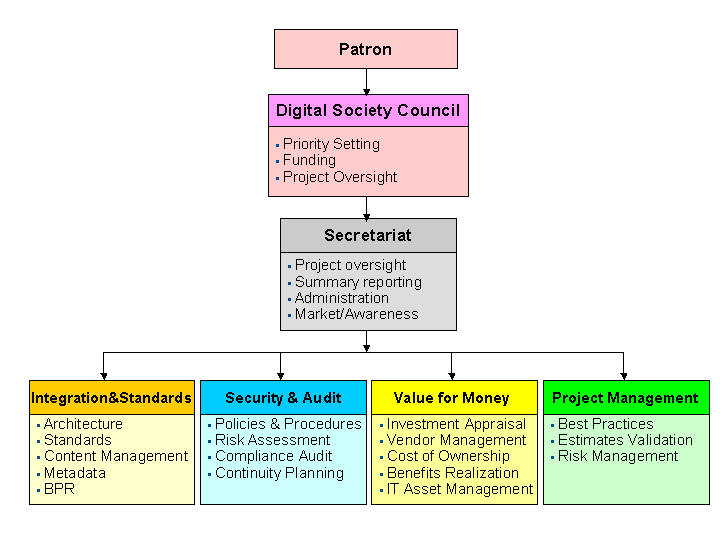 Patron
Digital Society Council
• Priority Setting
• Funding
• Project Oversight
Secretariat
• Project oversight
• Summary reporting
• Administration
• Market/Awareness
Integration&Standards
• Architecture
• Standards
• Content Management
• Metadata
• BPR
Security & Audit
• Policies & Procedures
• Risk Assessment
• Compliance Audit
• Continuity Planning
Value for Money
• Investment Appraisal
• Vendor Management
• Cost of Ownership
• Benefits Realization
• IT Asset Management
Project Management
• Best Practices
• Estimates Validation
• Risk Management